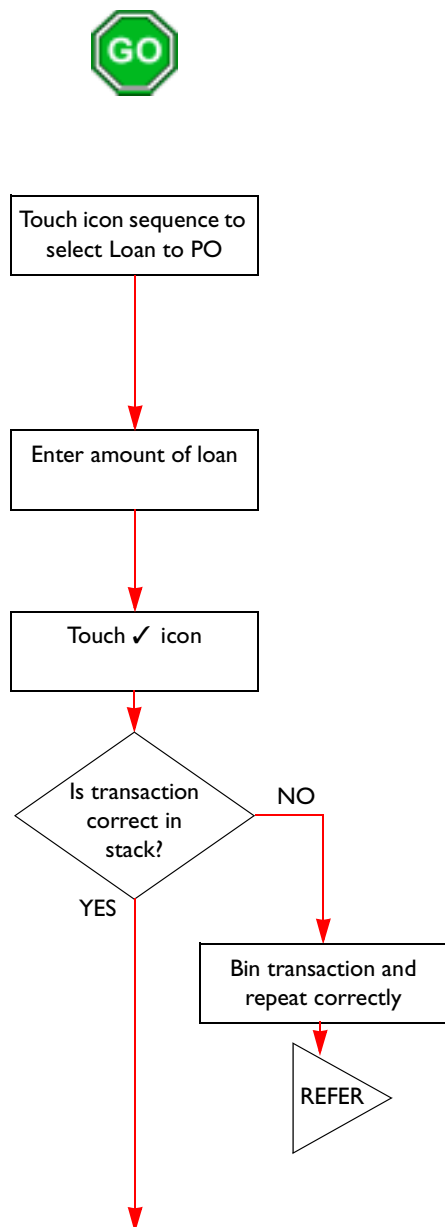 GO
Touch icon sequence to
select Loan to PO
Enter amount of loan
Touch ✓ icon
Is transaction
correct in
stack?
NO
YES
Bin transaction and
repeat correctly
REFER